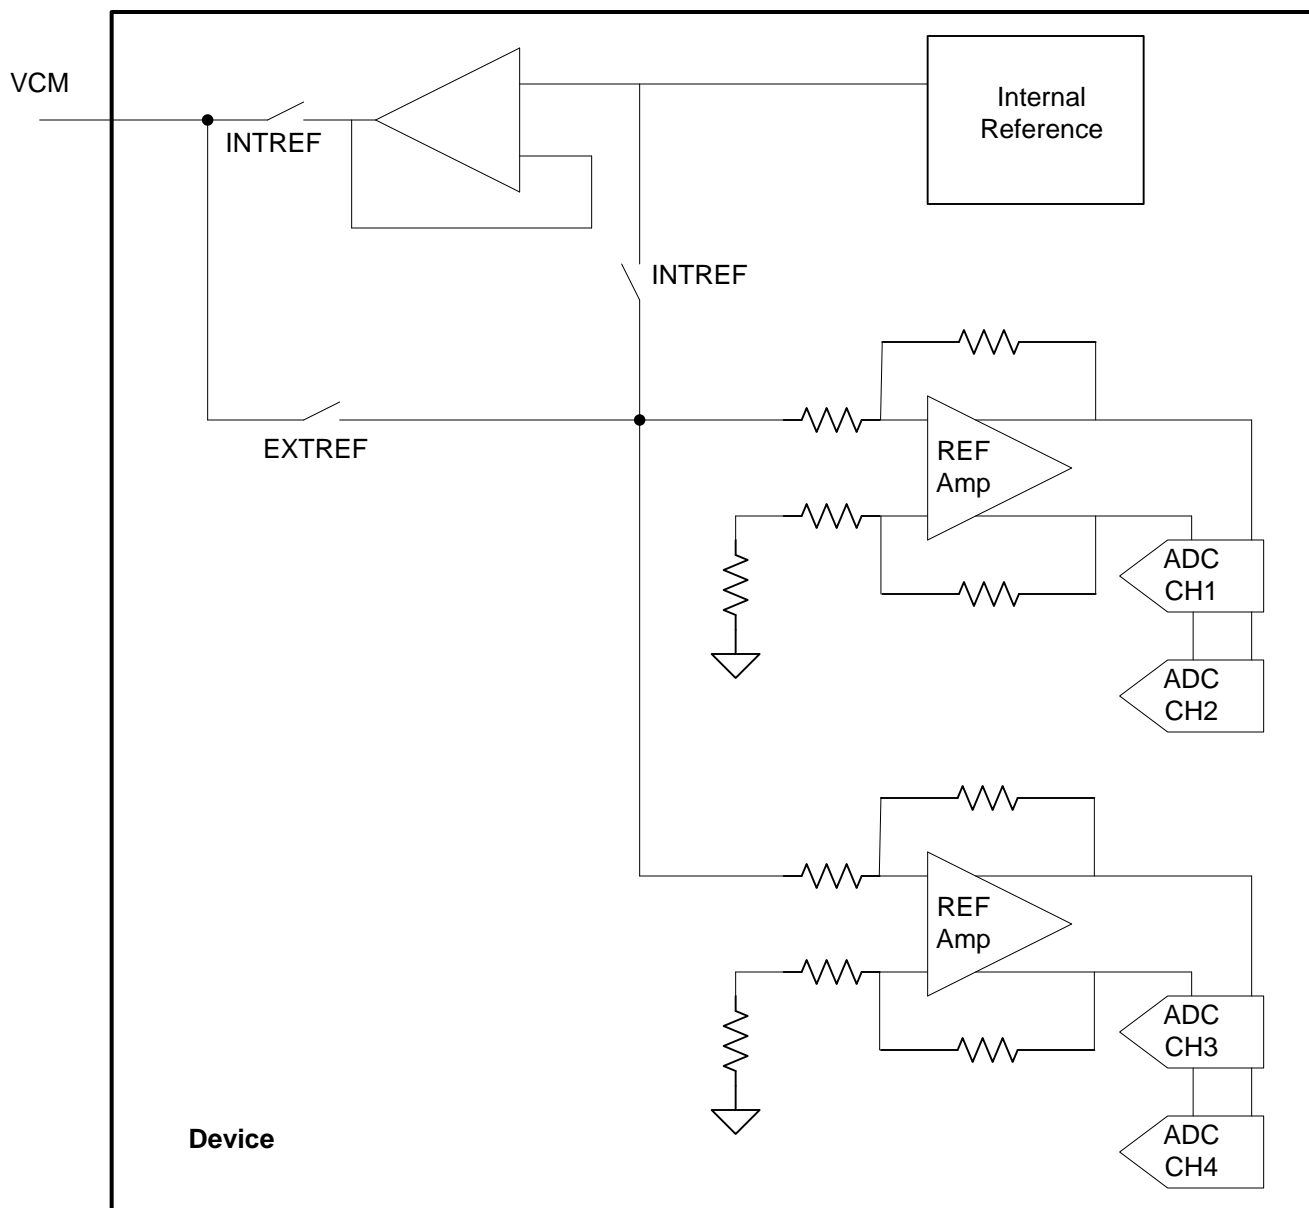 VCM
INTREF
Internal
Reference
INTREF
EXTREF
REF
Amp
ADC
CH1
ADC
CH2
REF
Amp
ADC
CH3
ADC
CH4
Device